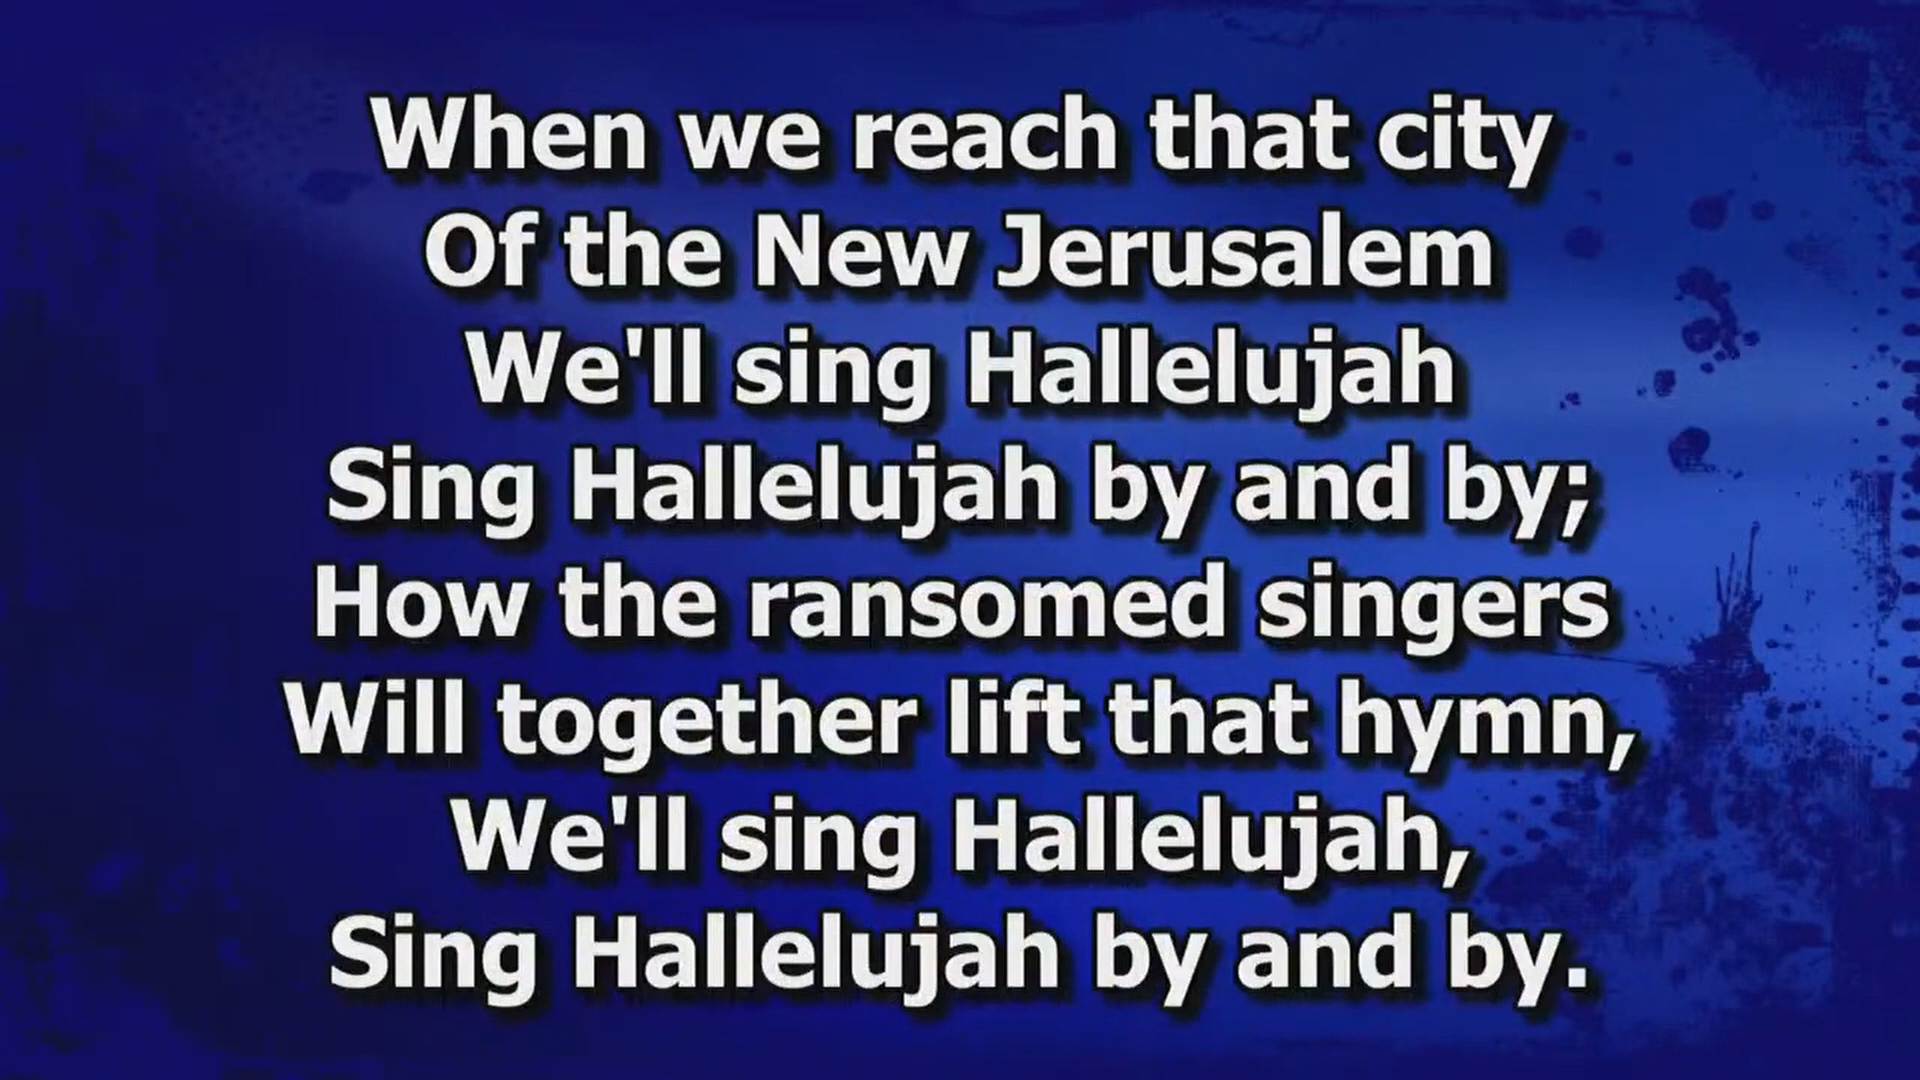 When we reach that city
Of the New Jerusalem
We'll sing Hallelujah
Sing Hallelujah by and by;
How the ransomed singers
Will together lift that hymn,
We'll sing Hallelujah,
Sing Hallelujah by and by.